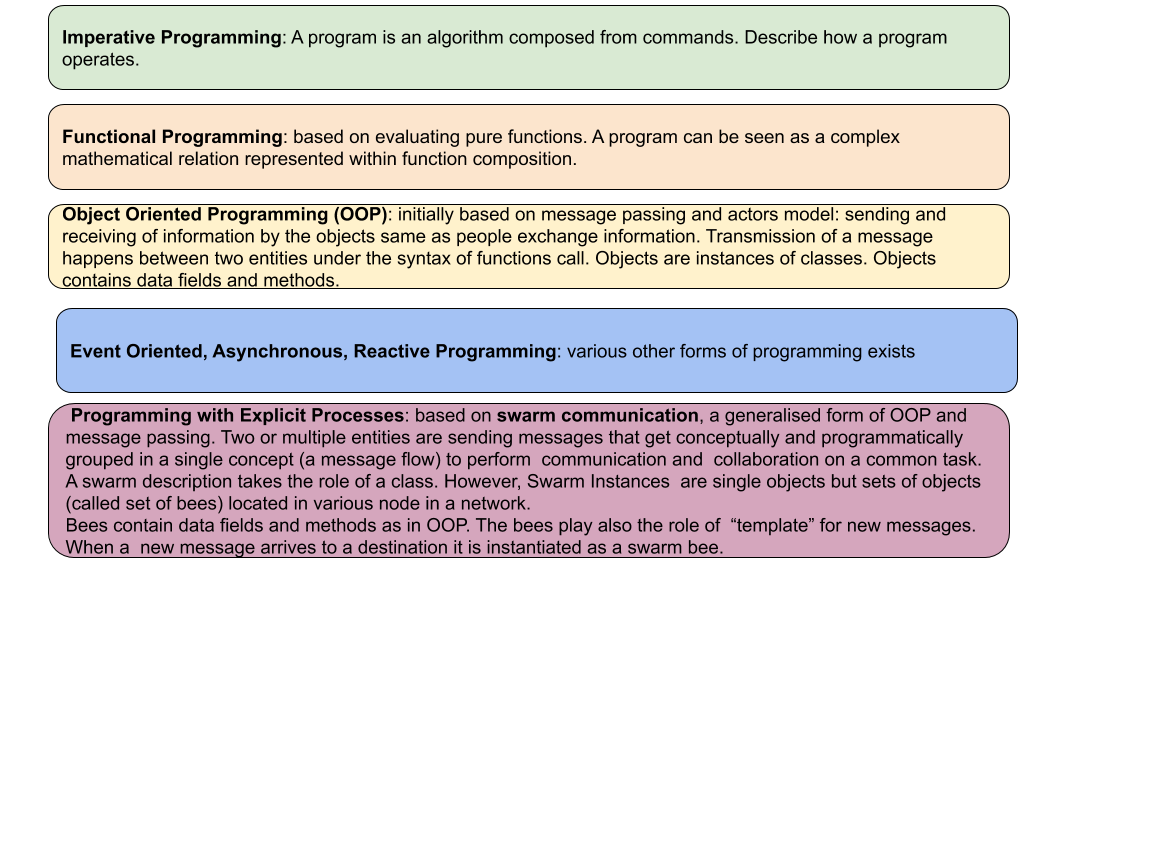 Imperative Programming: A program is an algorithm composed from commands. Describe how a program
operates.
Functional Programming: based on evaluating pure functions. A program can be seen as a complex
mathematical relation represented within function composition.
Object Oriented Programming (OOP): initially based on message passing and actors model: sending and
receiving of information by the objects same as people exchange information. Transmission of a message
happens between two entities under the syntax of functions call. Objects are instances of classes. Objects
contains data fields and methods.
Event Oriented, Asynchronous, Reactive Programming: various other forms of programming exists
Programming with Explicit Processes: based on swarm communication, a generalised form of OOP and
message passing. Two or multiple entities are sending messages that get conceptually and programmatically
grouped in a single concept (a message flow) to perform  communication and  collaboration on a common task.
A swarm description takes the role of a class. However, Swarm Instances  are single objects but sets of objects
(called set of bees) located in various node in a network.
Bees contain data fields and methods as in OOP. The bees play also the role of  “template” for new messages.
When a  new message arrives to a destination it is instantiated as a swarm bee.